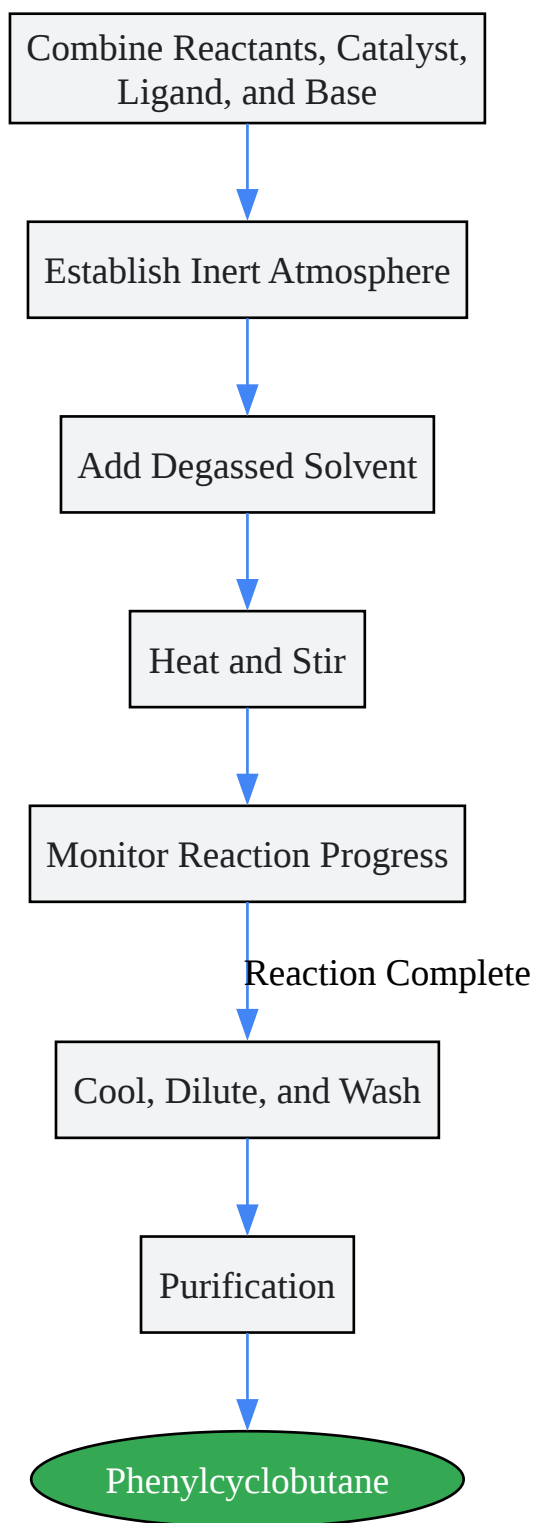 Combine Reactants, Catalyst,
Ligand, and Base
Establish Inert Atmosphere
Add Degassed Solvent
Heat and Stir
Monitor Reaction Progress
Reaction Complete
Cool, Dilute, and Wash
Purification
Phenylcyclobutane